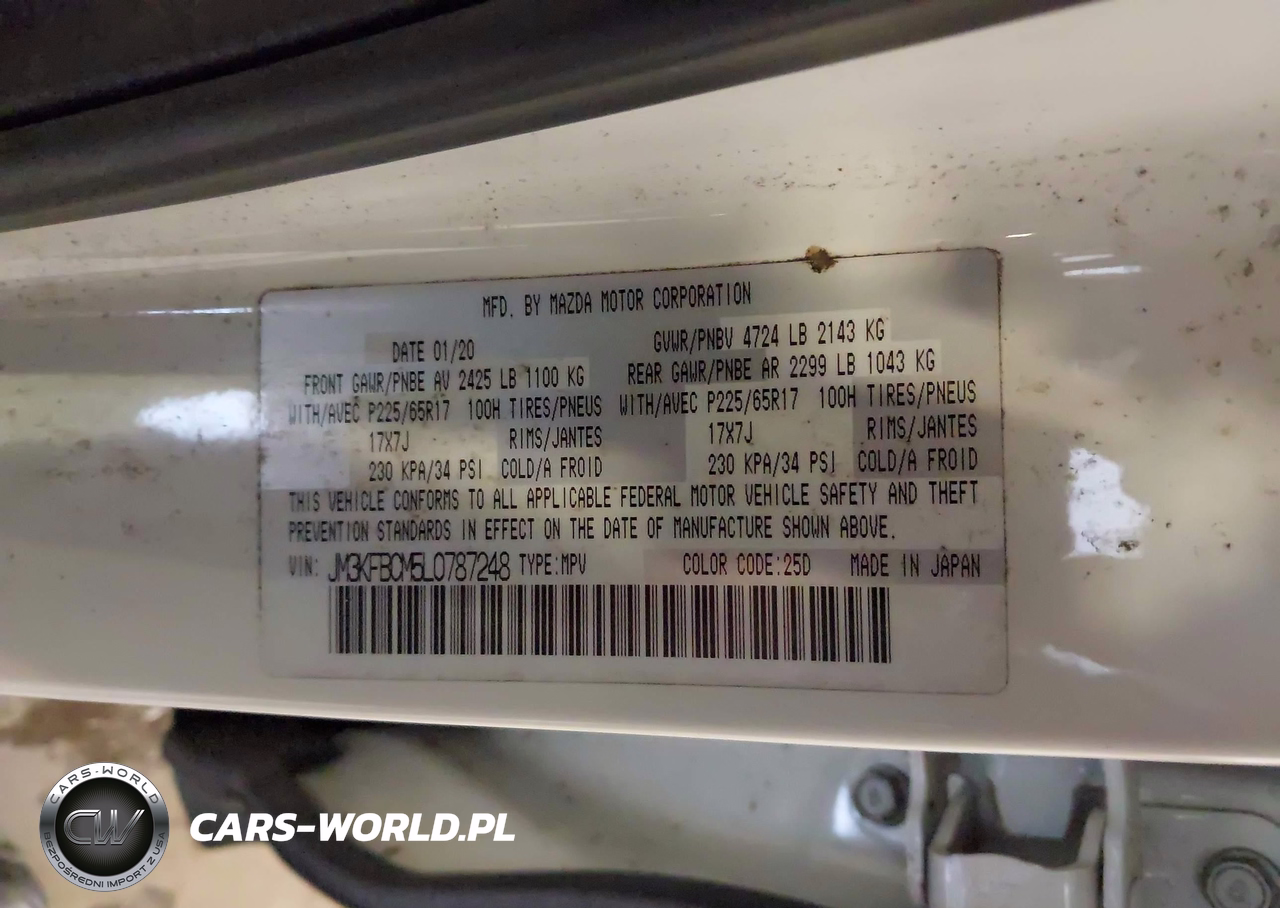 MFD. BY MAZDA MOTOR CORPORATION
DATE 01/20 GVWR/PNBV 4724 LB 2143 KG
FRONT GAWR/PNBE AV 2425 LB 1100 KG REAR GAWR/PNBE AR 2299 LB 1043 KG
WITH/AVEC P225/65R17 100H TIRES/PNEUS WITH/AVEC P225/65R17 100H TIRES/PNEUS
17X7J RIMS/JANTES 17X7J RIMS/JANTES
230 KPA/34 PSI COLD/A FROID 230 KPA/34 PSI COLD/A FROID
THIS VEHICLE CONFORMS TO ALL APPLICABLE FEDERAL MOTOR VEHICLE SAFETY AND THEFT
PREVENTION STANDARDS IN EFFECT ON THE DATE OF MANUFACTURE SHOWN ABOVE.
VIN: JM3KFBCM5L0787248 TYPE:MPV COLOR CODE:25D MADE IN JAPAN
CARS-WORLD
CW
BEZPOŚREDNI IMPORT Z USA
CARS-WORLD.PL